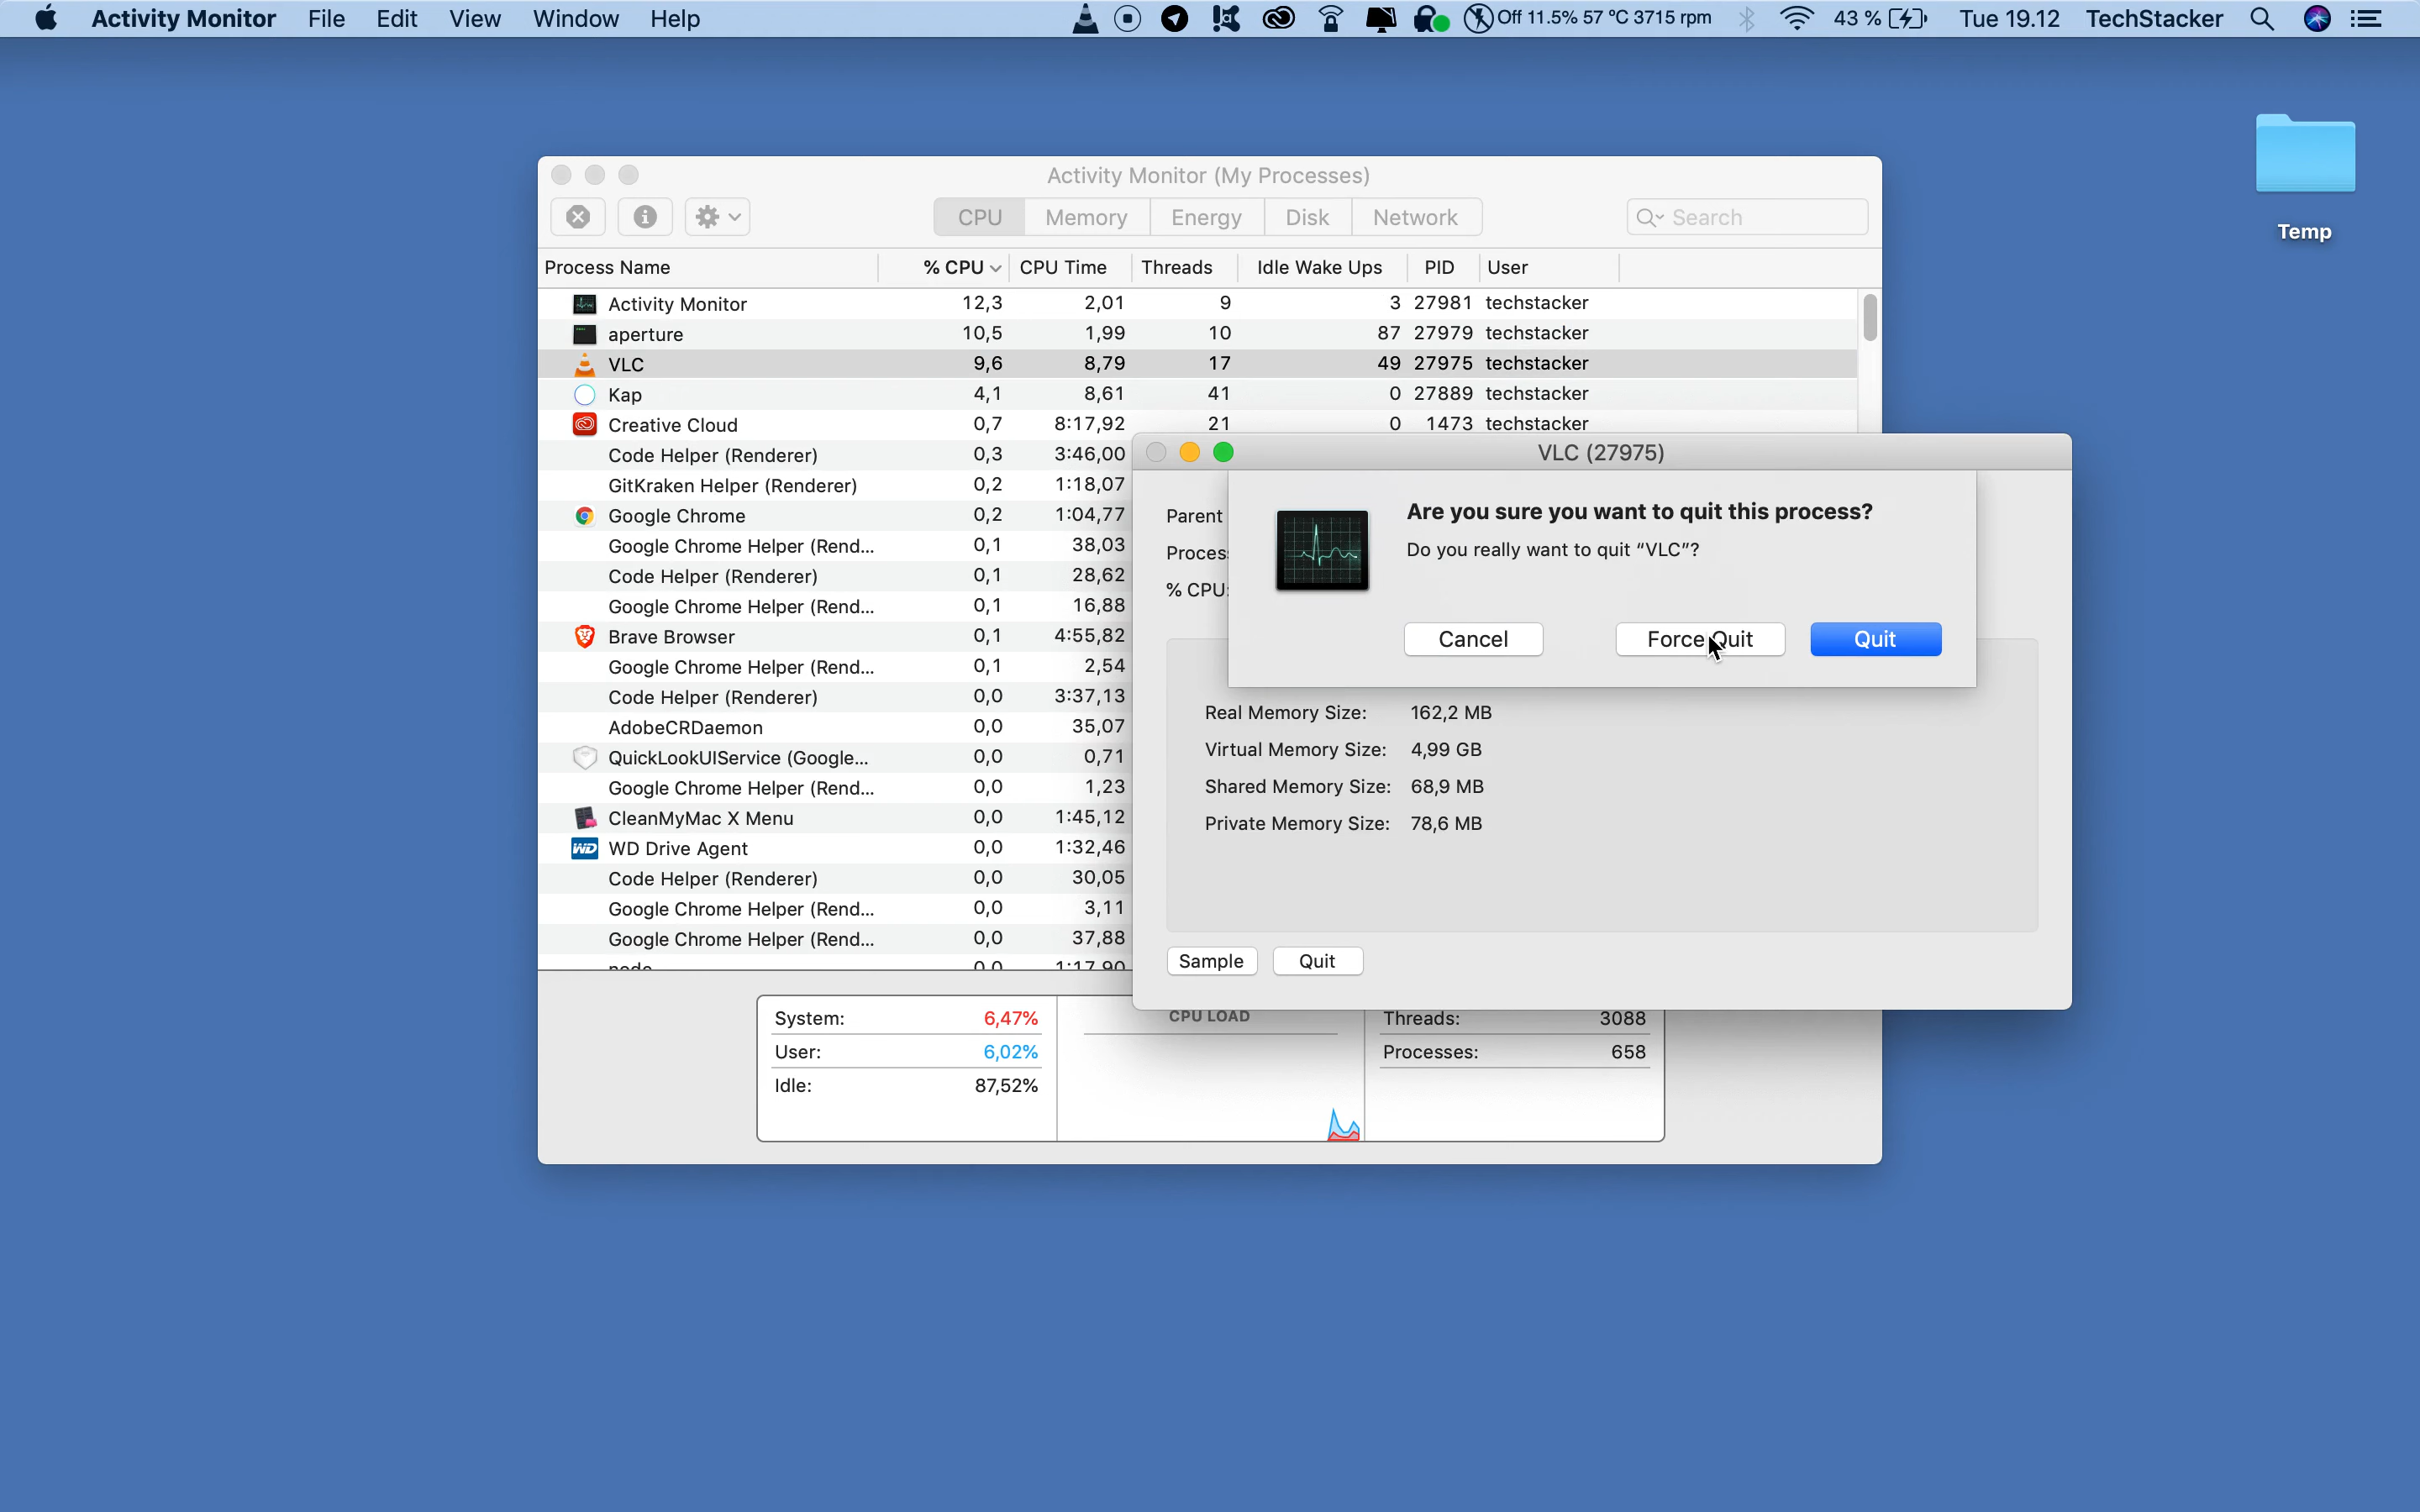 Activity Monitor File Edit View Window Help Off 11.5% 57 °C 3715 rpm 43 % Tue 19.12 TechStacker
Temp
Activity Monitor (My Processes)
CPU Memory Energy Disk Network Search
Process Name % CPU CPU Time Threads Idle Wake Ups PID User
Activity Monitor 12,3 2,01 9 3 27981 techstacker
aperture 10,5 1,99 10 87 27979 techstacker
VLC 9,6 8,79 17 49 27975 techstacker
Kap 4,1 8,61 41 0 27889 techstacker
Creative Cloud 0,7 8:17,92 21 0 1473 techstacker
Code Helper (Renderer) 0,3 3:46,00
GitKraken Helper (Renderer) 0,2 1:18,07
Google Chrome 0,2 1:04,77
Google Chrome Helper (Rend... 0,1 38,03
Code Helper (Renderer) 0,1 28,62
Google Chrome Helper (Rend... 0,1 16,88
Brave Browser 0,1 4:55,82
Google Chrome Helper (Rend... 0,1 2,54
Code Helper (Renderer) 0,0 3:37,13
AdobeCRDaemon 0,0 35,07
QuickLookUIService (Google... 0,0 0,71
Google Chrome Helper (Rend... 0,0 1,23
CleanMyMac X Menu 0,0 1:45,12
WD WD Drive Agent 0,0 1:32,46
Code Helper (Renderer) 0,0 30,05
Google Chrome Helper (Rend... 0,0 3,11
Google Chrome Helper (Rend... 0,0 37,88
node 0,0 1:17,90
VLC (27975)
Parent
Process
% CPU:
Are you sure you want to quit this process?
Do you really want to quit “VLC”?
Cancel Force Quit Quit
Real Memory Size: 162,2 MB
Virtual Memory Size: 4,99 GB
Shared Memory Size: 68,9 MB
Private Memory Size: 78,6 MB
Sample Quit
System: 6,47% CPU LOAD Threads: 3088
User: 6,02% Processes: 658
Idle: 87,52%